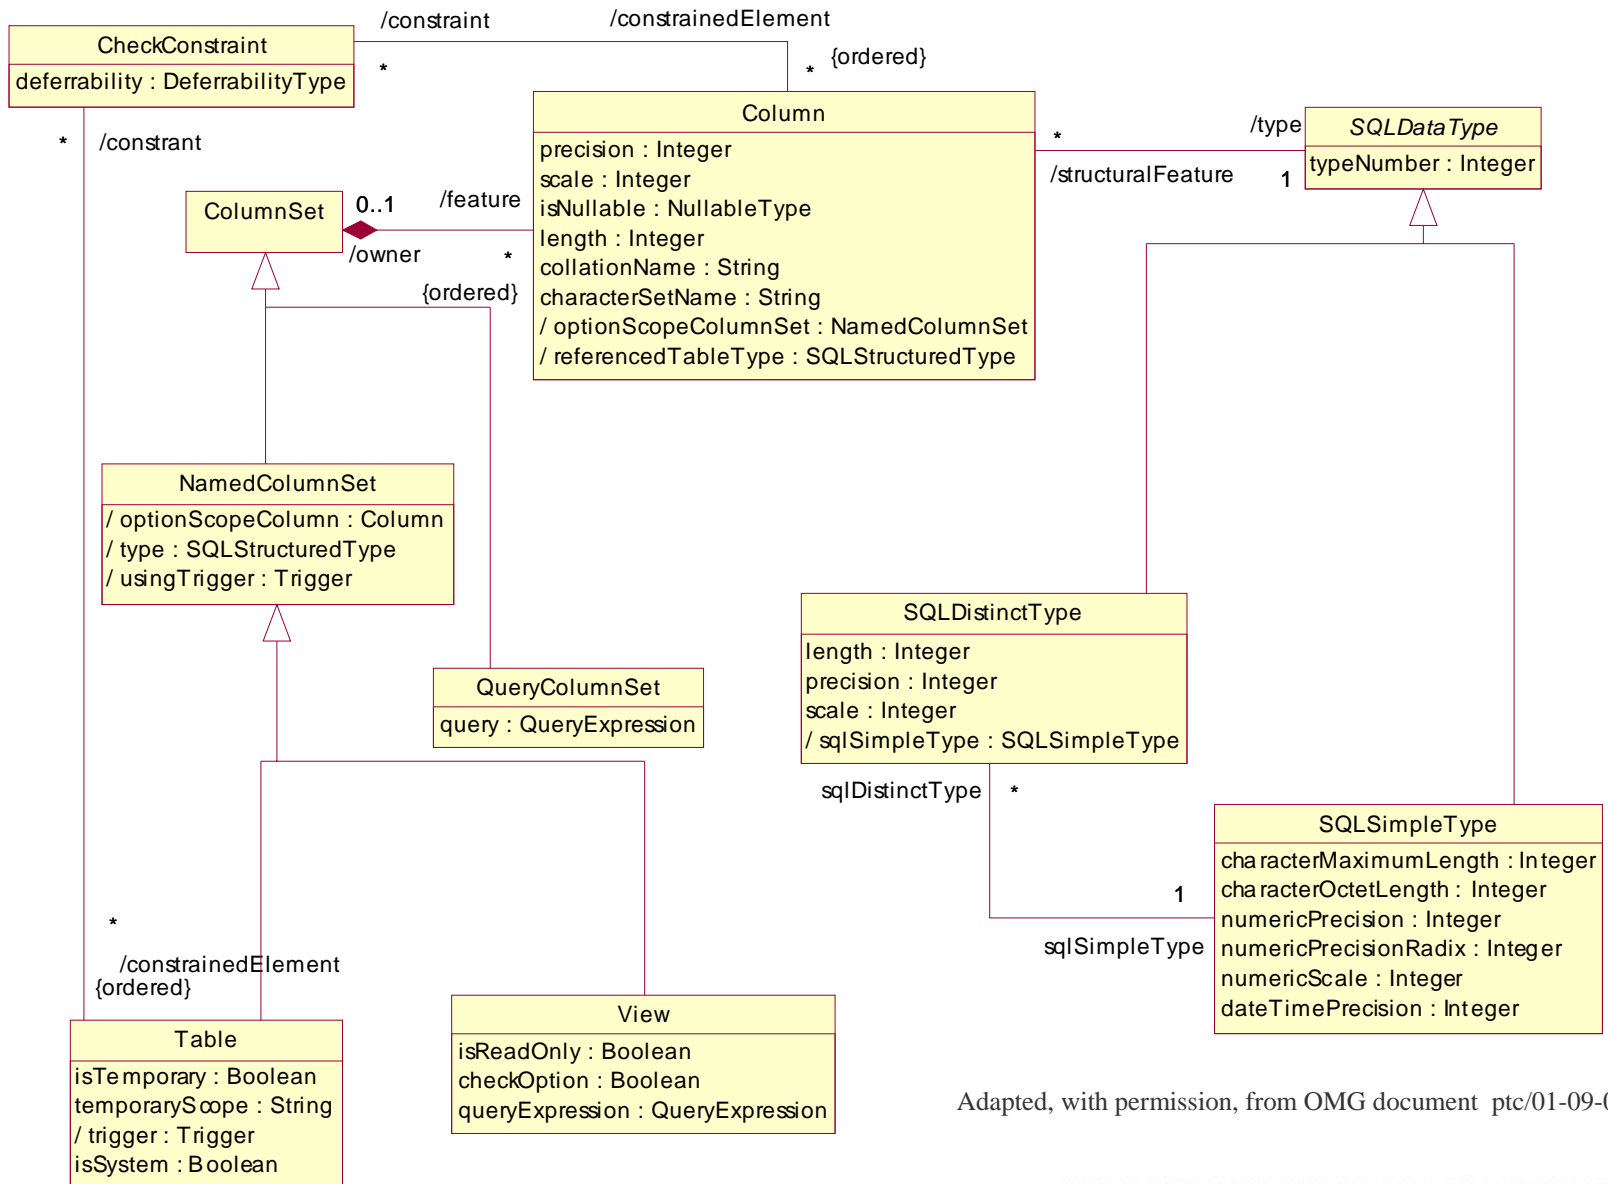 /constraint
/constrainedElement
CheckConstraint
deferrability : DeferrabilityType
*
{ordered}
*
Column
precision : Integer
scale : Integer
isNullable : NullableType
length : Integer
collationName : String
characterSetName : String
/ optionScopeColumnSet : NamedColumnSet
/ referencedTableType : SQLStructuredType
*
/type
/structuralFeature
1
SQLDataType
typeNumber : Integer
*
/constrant
ColumnSet
0..1
/feature
/owner
*
{ordered}
NamedColumnSet
/ optionScopeColumn : Column
/ type : SQLStructuredType
/ usingTrigger : Trigger
QueryColumnSet
query : QueryExpression
SQLDistinctType
length : Integer
precision : Integer
scale : Integer
/ sqlSimpleType : SQLSimpleType
sqlDistinctType
*
1
sqlSimpleType
SQLSimpleType
characterMaximumLength : Integer
characterOctetLength : Integer
numericPrecision : Integer
numericPrecisionRadix : Integer
numericScale : Integer
dateTimePrecision : Integer
*
/constrainedElement
{ordered}
Table
isTemporary : Boolean
temporaryScope : String
/ trigger : Trigger
isSystem : Boolean
View
isReadOnly : Boolean
checkOption : Boolean
queryExpression : QueryExpression
Adapted, with permission, from OMG document ptc/01-09-0